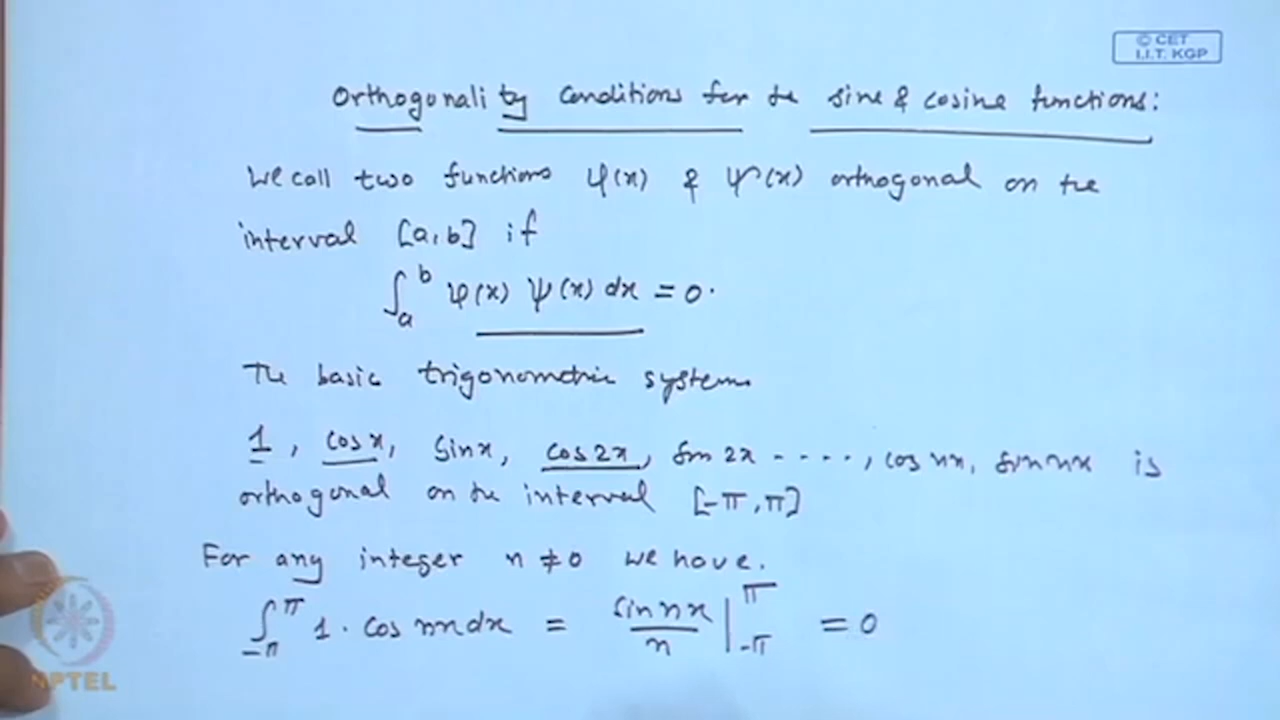 © CET
I.I.T. KGP
Orthogonality conditions for the sine & cosine functions:
We call two functions φ(x) & ψ(x) orthogonal on the
interval [a,b] if
∫_a^b φ(x) ψ(x) dx = 0.
The basic trigonometric system
1, cos x, sin x, cos 2x, sin 2x - - - -, cos nx, sin nx is
orthogonal on the interval [-π, π]
For any integer n ≠ 0 we have.
∫_{-π}^{π} 1 · cos nx dx = sin nx / n |_{-π}^{π} = 0
NPTEL